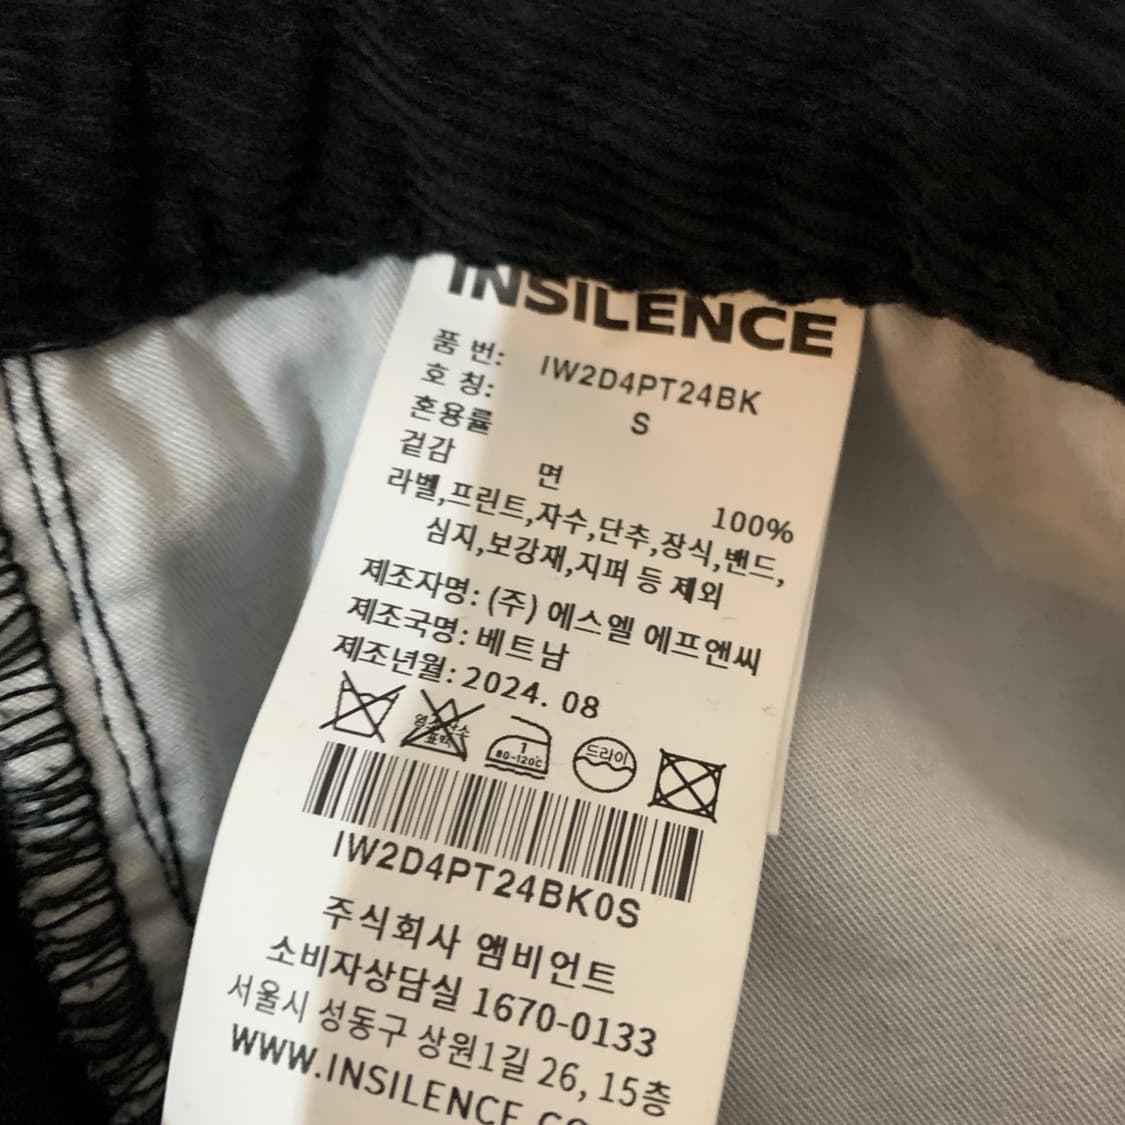 INSILENCE
품 번: IW2D4PT24BK
호 칭: S
혼용률
겉감 면 100%
라벨,프린트,자수,단추,장식,밴드,
심지,보강재,지퍼 등 제외
제조자명: (주) 에스엘 에프앤씨
제조국명: 베트남
제조년월: 2024. 08
1 80~120℃ 드라이
IW2D4PT24BK0S
주식회사 앰비언트
소비자상담실 1670-0133
서울시 성동구 상원1길 26, 15층